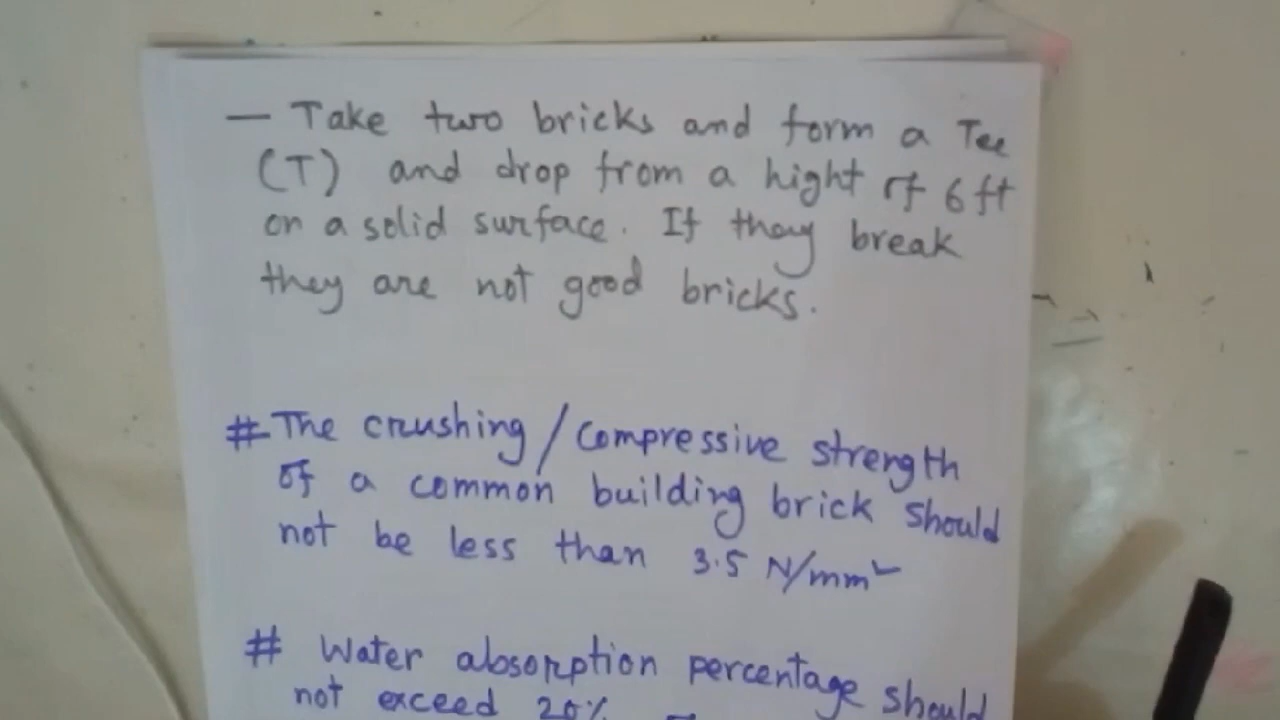 — Take two bricks and form a Tee
(T) and drop from a hight of 6 ft
on a solid surface. If they break
they are not good bricks.
# The crushing / compressive strength
of a common building brick should
not be less than 3.5 N/mm²
# Water absorption percentage should
not exceed 20%